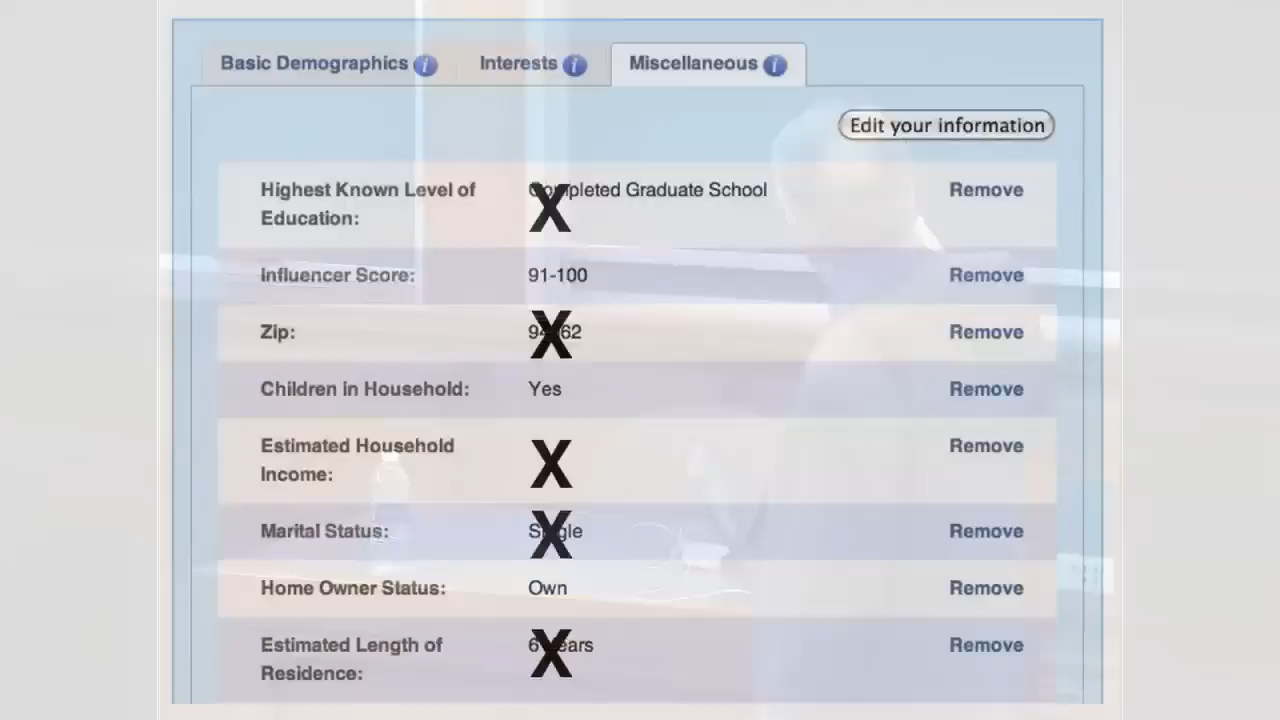 Basic Demographics i Interests i Miscellaneous i
Edit your information
Highest Known Level of Education: Completed Graduate School Remove
X
Influencer Score: 91-100 Remove
Zip: Remove
X
Children in Household: Yes Remove
Estimated Household Income: Remove
X
Marital Status: Single Remove
X
Home Owner Status: Own Remove
Estimated Length of Residence: Remove
X